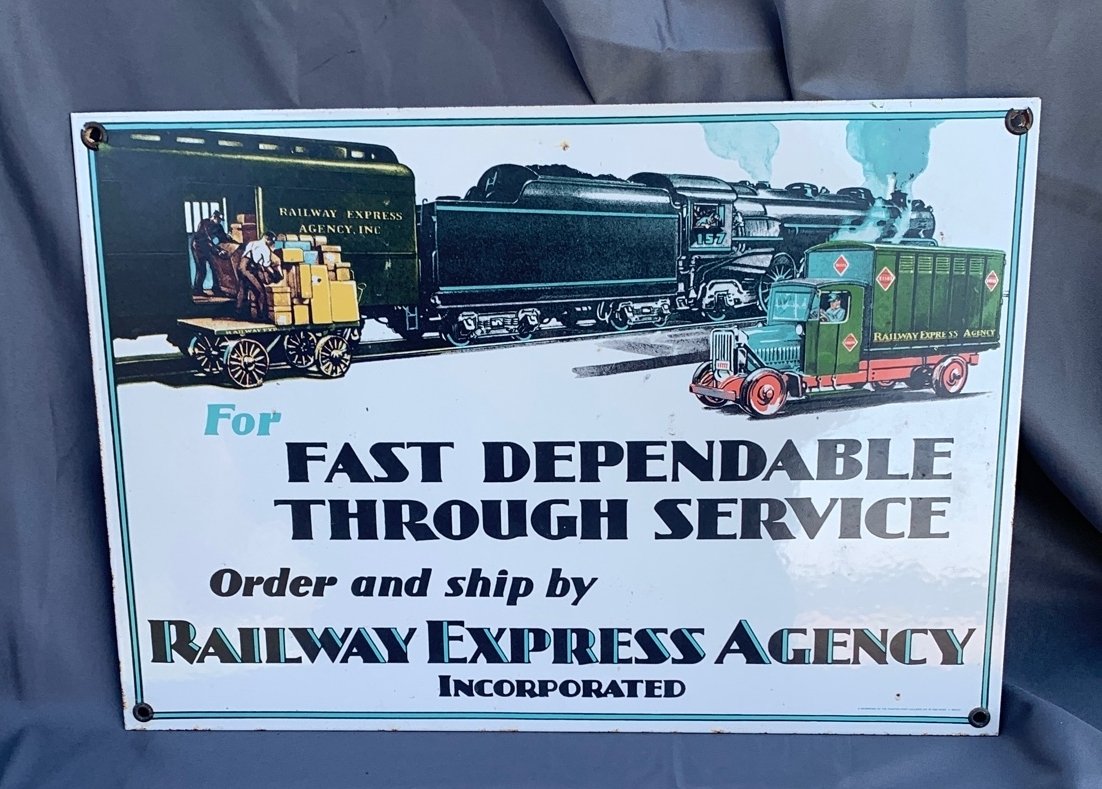 RAILWAY EXPRESS
AGENCY, INC
157
RAILWAY EXPRESS AGENCY
For
FAST DEPENDABLE
THROUGH SERVICE
Order and ship by
RAILWAY EXPRESS AGENCY
INCORPORATED